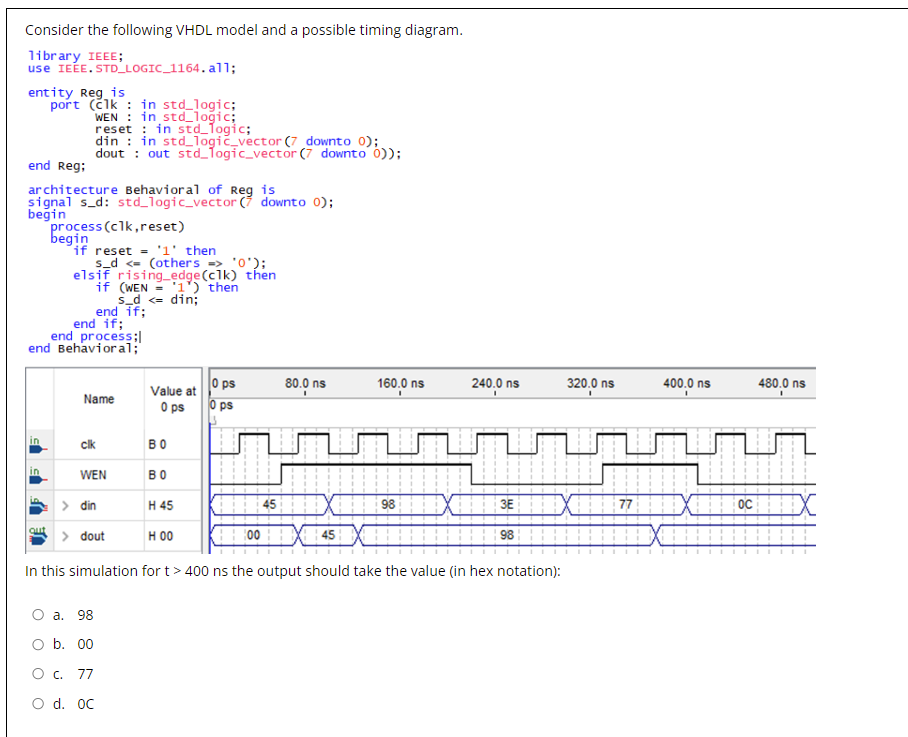 Consider the following VHDL model and a possible timing diagram.
library IEEE;
use IEEE.STD_LOGIC_1164.all;
entity Reg is
port (clk : in std_logic;
WEN : in std_logic;
reset : in std_logic;
din : in std_logic_vector(7 downto 0);
dout : out std_logic_vector(7 downto 0));
end Reg;
architecture Behavioral of Reg is
signal s_d: std_logic_vector(7 downto 0);
begin
process(clk,reset)
begin
if reset = '1' then
s_d <= (others => '0');
elsif rising_edge(clk) then
if (WEN = '1') then
s_d <= din;
end if;
end if;
end process;
end Behavioral;
Name Value at 0 ps 0 ps 80.0 ns 160.0 ns 240.0 ns 320.0 ns 400.0 ns 480.0 ns
0 ps
in clk B 0
in WEN B 0
in > din H 45 45 98 3E 77 0C
out > dout H 00 00 45 98
In this simulation for t > 400 ns the output should take the value (in hex notation):
a. 98
b. 00
c. 77
d. 0C